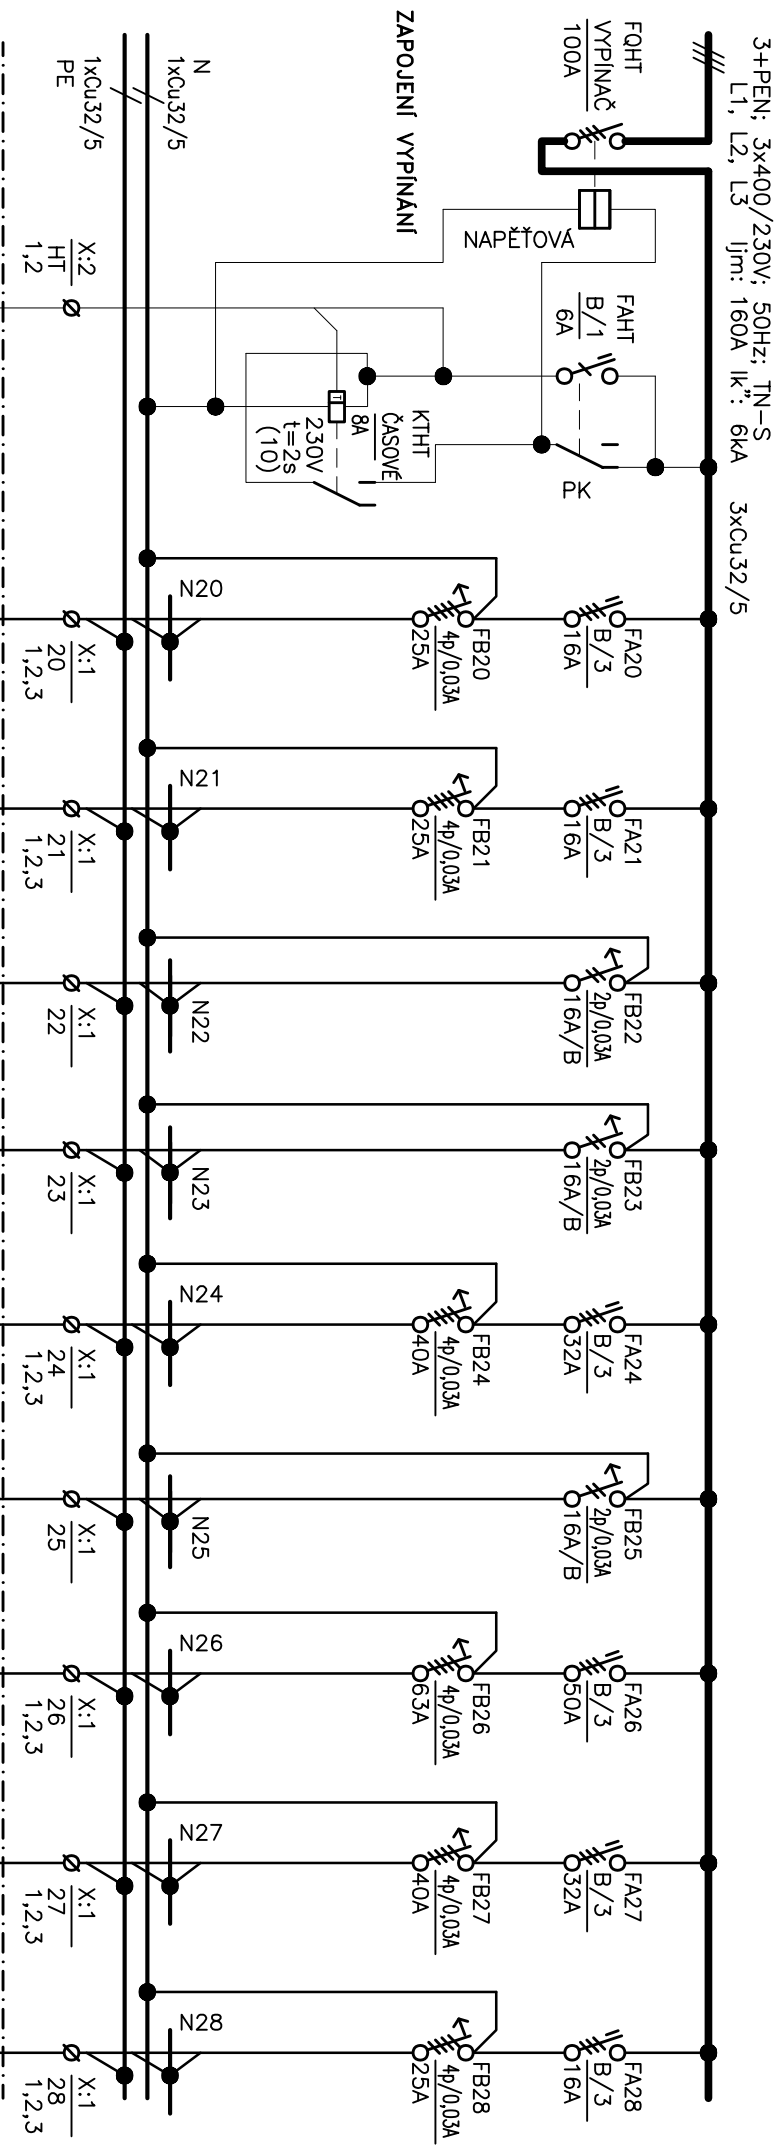 3+PEN; 3x400/230V; 50Hz; TN-S
L1, L2, L3 Ijm: 160A Ik": 6kA
3xCu32/5
FQHT
VYPÍNAČ
100A
NAPĚŤOVÁ
ZAPOJENÍ VYPÍNÁNÍ
FAHT
B/1
6A
PK
KTHT
ČASOVÉ
8A
T
230V
t=2s
(10)
N
1xCu32/5
1xCu32/5
PE
X:2
HT
1,2
FA20
B/3
16A
FB20
4p/0,03A
25A
N20
X:1
20
1,2,3
FA21
B/3
16A
FB21
4p/0,03A
25A
N21
X:1
21
1,2,3
FB22
2p/0,03A
16A/B
N22
X:1
22
FB23
2p/0,03A
16A/B
N23
X:1
23
FA24
B/3
32A
FB24
4p/0,03A
40A
N24
X:1
24
1,2,3
FB25
2p/0,03A
16A/B
N25
X:1
25
FA26
B/3
50A
FB26
4p/0,03A
63A
N26
X:1
26
1,2,3
FA27
B/3
32A
FB27
4p/0,03A
40A
N27
X:1
27
1,2,3
FA28
B/3
16A
FB28
4p/0,03A
25A
N28
X:1
28
1,2,3